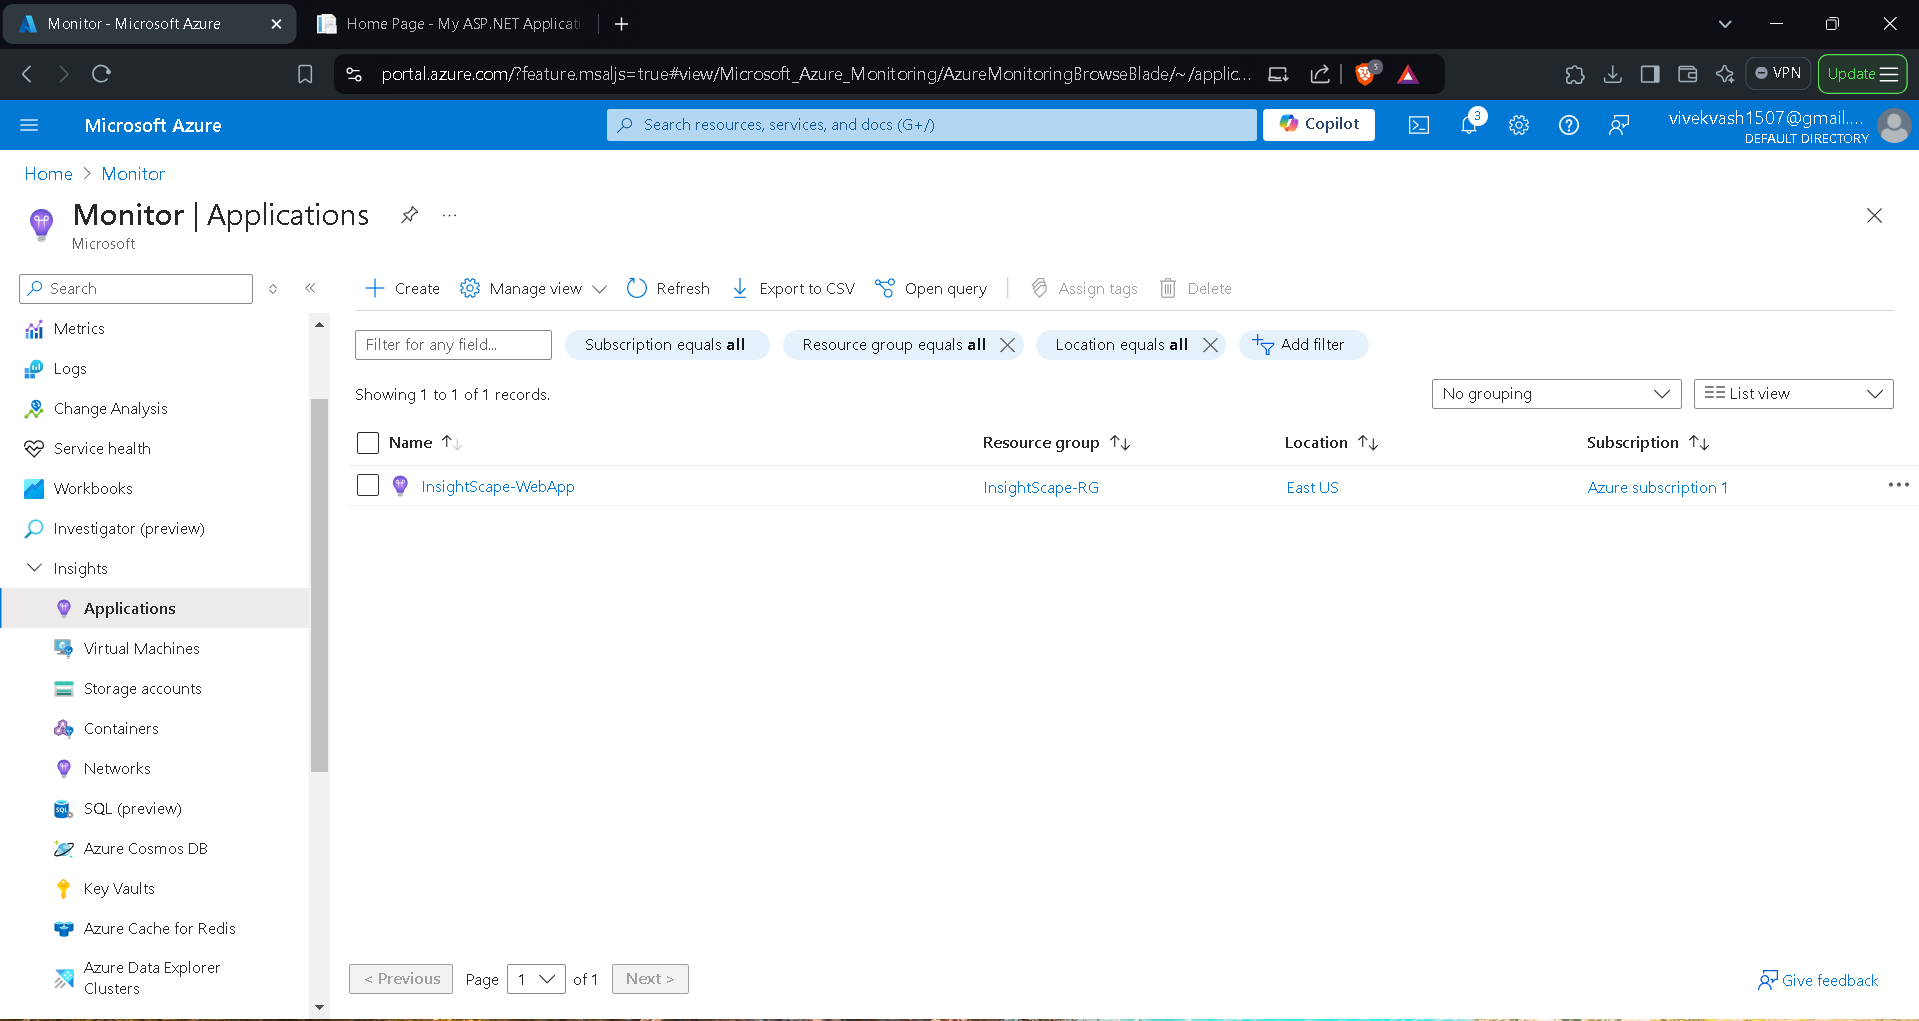 Monitor - Microsoft Azure
Home Page - My ASP.NET Applicati
portal.azure.com/?feature.msaljs=true#view/Microsoft_Azure_Monitoring/AzureMonitoringBrowseBlade/~/applic...
5
VPN
Update
Microsoft Azure
Search resources, services, and docs (G+/)
Copilot
3
vivekvash1507@gmail....
DEFAULT DIRECTORY
Home > Monitor
Monitor | Applications
...
Microsoft
Search
Create
Manage view
Refresh
Export to CSV
Open query
Assign tags
Delete
Metrics
Logs
Change Analysis
Service health
Workbooks
Investigator (preview)
Insights
Applications
Virtual Machines
Storage accounts
Containers
Networks
SQL (preview)
Azure Cosmos DB
Key Vaults
Azure Cache for Redis
Azure Data Explorer
Clusters
Filter for any field...
Subscription equals all
Resource group equals all
Location equals all
Add filter
Showing 1 to 1 of 1 records.
No grouping
List view
Name
Resource group
Location
Subscription
InsightScape-WebApp
InsightScape-RG
East US
Azure subscription 1
< Previous
Page
1
of 1
Next >
Give feedback